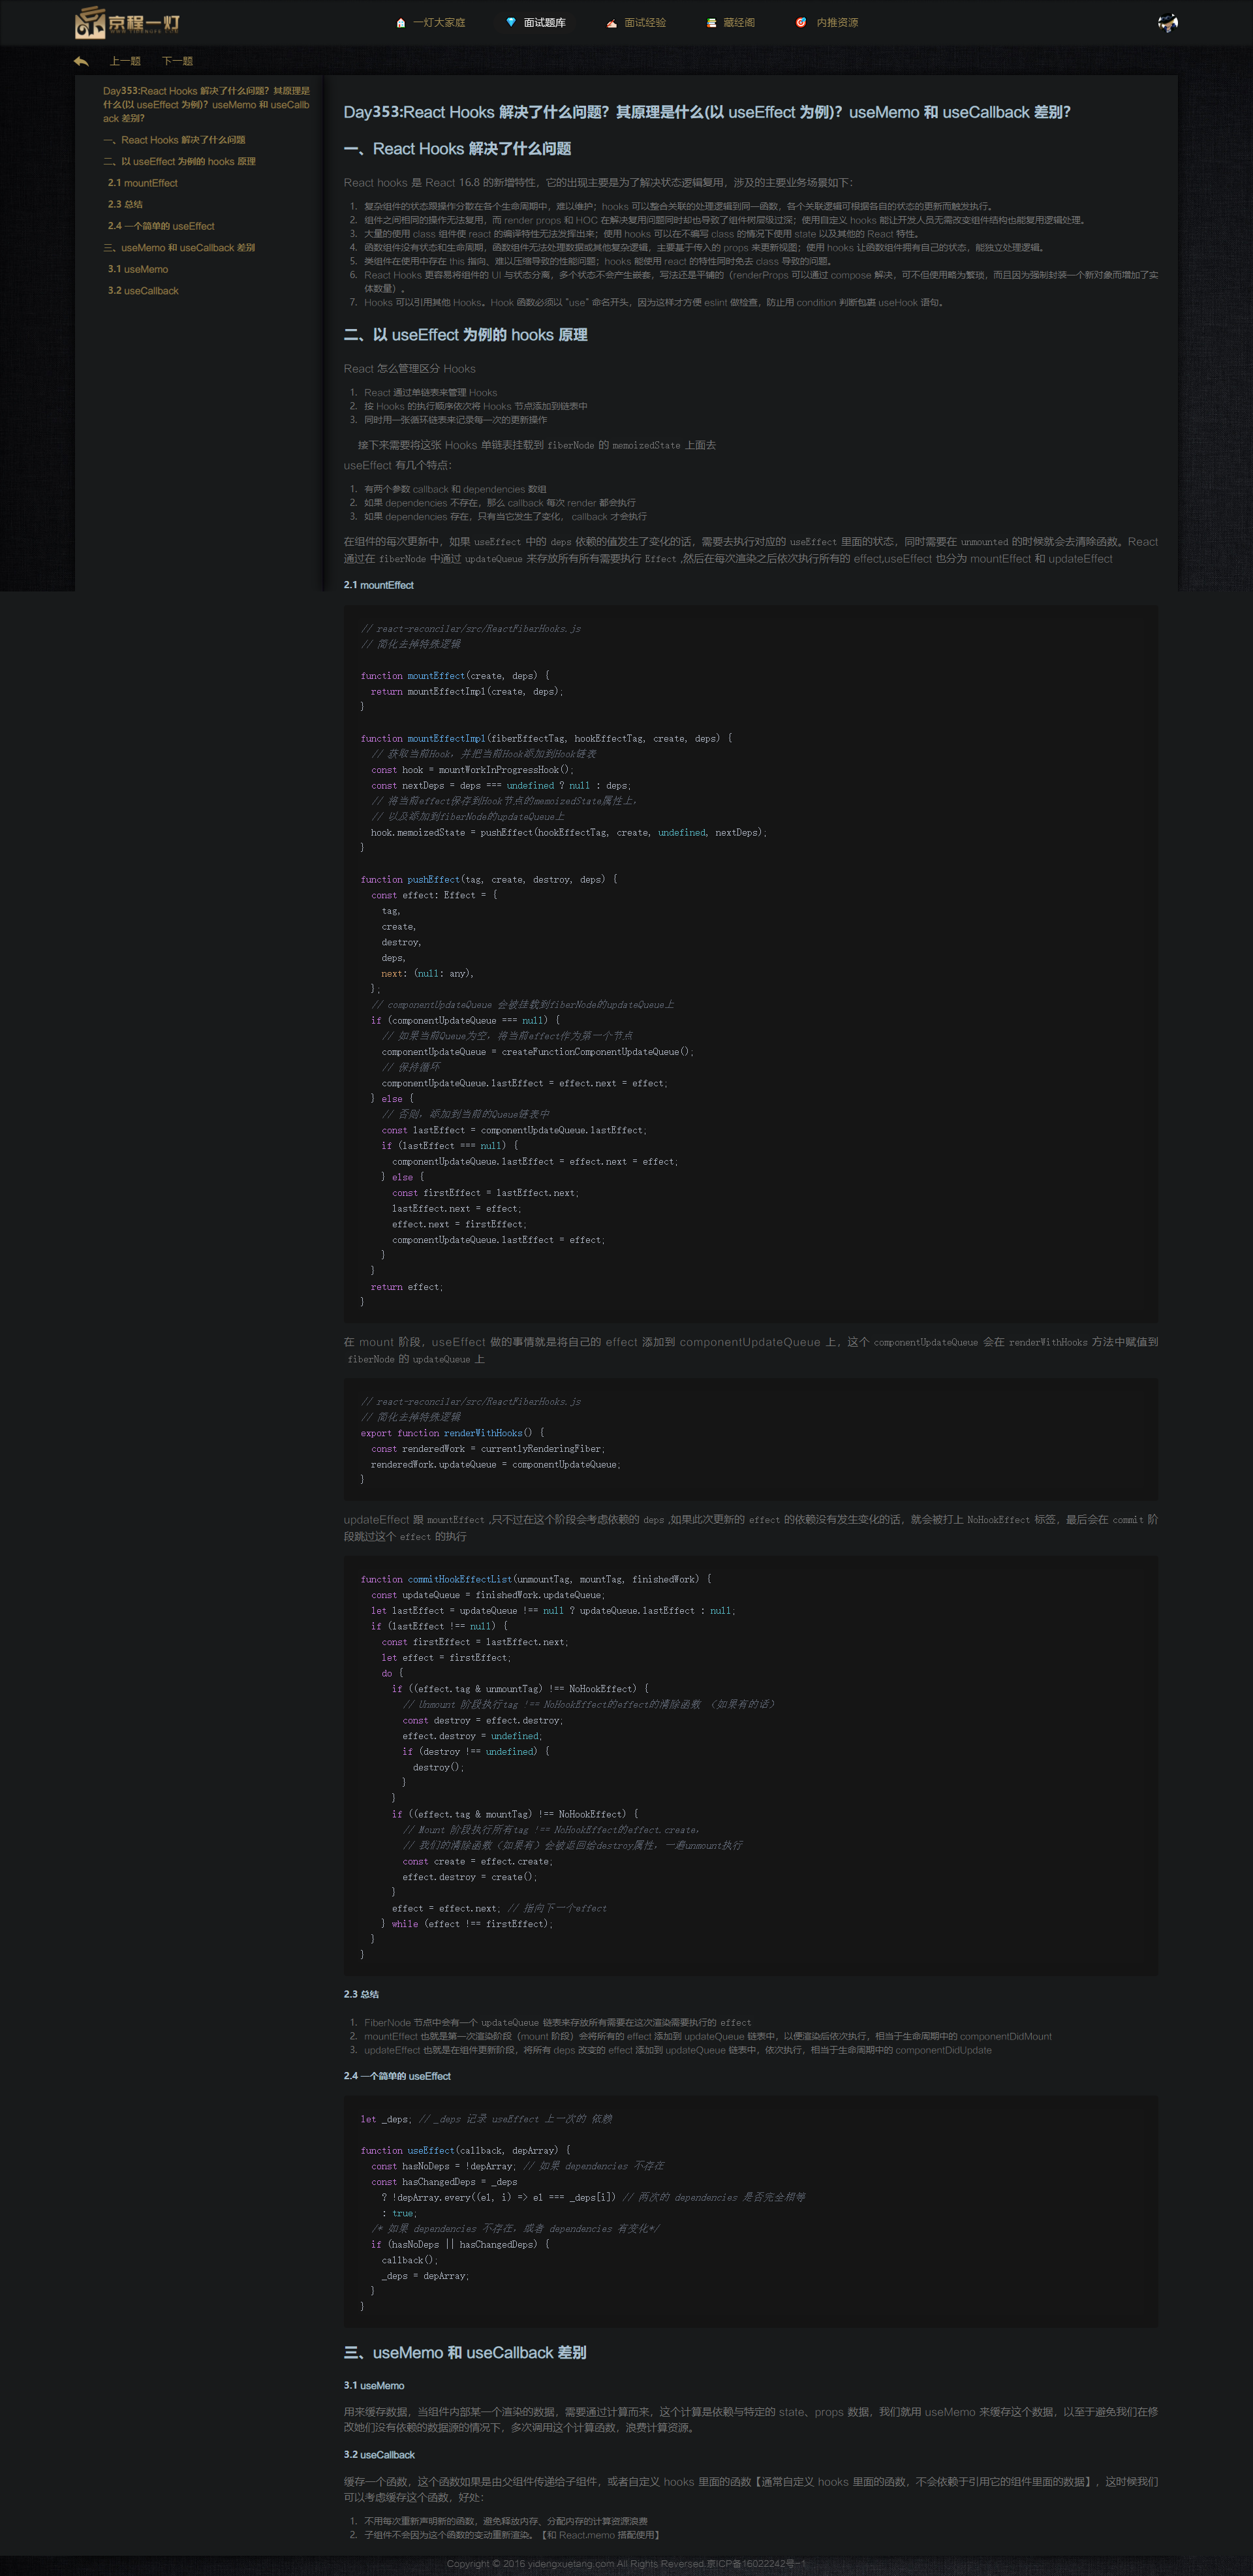 京程一灯
WWW.YIDENGFE.COM
一灯大家庭
面试题库
面试经验
藏经阁
内推资源
上一题 下一题
Day353:React Hooks 解决了什么问题？其原理是
什么(以 useEffect 为例)？useMemo 和 useCallb
ack 差别?
一、React Hooks 解决了什么问题
二、以 useEffect 为例的 hooks 原理
2.1 mountEffect
2.3 总结
2.4 一个简单的 useEffect
三、useMemo 和 useCallback 差别
3.1 useMemo
3.2 useCallback
Day353:React Hooks 解决了什么问题？其原理是什么(以 useEffect 为例)？useMemo 和 useCallback 差别?
一、React Hooks 解决了什么问题
React hooks 是 React 16.8 的新增特性，它的出现主要是为了解决状态逻辑复用，涉及的主要业务场景如下：
1. 复杂组件的状态跟操作分散在各个生命周期中，难以维护；hooks 可以整合关联的处理逻辑到同一函数，各个关联逻辑可根据各自的状态的更新而触发执行。
2. 组件之间相同的操作无法复用，而 render props 和 HOC 在解决复用问题同时却也导致了组件树层级过深；使用自定义 hooks 能让开发人员无需改变组件结构也能复用逻辑处理。
3. 大量的使用 class 组件使 react 的编译特性无法发挥出来；使用 hooks 可以在不编写 class 的情况下使用 state 以及其他的 React 特性。
4. 函数组件没有状态和生命周期，函数组件无法处理数据或其他复杂逻辑，主要基于传入的 props 来更新视图；使用 hooks 让函数组件拥有自己的状态，能独立处理逻辑。
5. 类组件在使用中存在 this 指向、难以压缩导致的性能问题；hooks 能使用 react 的特性同时免去 class 导致的问题。
6. React Hooks 更容易将组件的 UI 与状态分离，多个状态不会产生嵌套，写法还是平铺的（renderProps 可以通过 compose 解决，可不但使用略为繁琐，而且因为强制封装一个新对象而增加了实
体数量）。
7. Hooks 可以引用其他 Hooks。Hook 函数必须以 "use" 命名开头，因为这样才方便 eslint 做检查，防止用 condition 判断包裹 useHook 语句。
二、以 useEffect 为例的 hooks 原理
React 怎么管理区分 Hooks
1. React 通过单链表来管理 Hooks
2. 按 Hooks 的执行顺序依次将 Hooks 节点添加到链表中
3. 同时用一张循环链表来记录每一次的更新操作
接下来需要将这张 Hooks 单链表挂载到 fiberNode 的 memoizedState 上面去
useEffect 有几个特点：
1. 有两个参数 callback 和 dependencies 数组
2. 如果 dependencies 不存在，那么 callback 每次 render 都会执行
3. 如果 dependencies 存在，只有当它发生了变化， callback 才会执行
在组件的每次更新中，如果 useEffect 中的 deps 依赖的值发生了变化的话，需要去执行对应的 useEffect 里面的状态，同时需要在 unmounted 的时候就会去清除函数。React
通过在 fiberNode 中通过 updateQueue 来存放所有所有需要执行 Effect ,然后在每次渲染之后依次执行所有的 effect,useEffect 也分为 mountEffect 和 updateEffect
2.1 mountEffect
// react-reconciler/src/ReactFiberHooks.js
// 简化去掉特殊逻辑
function mountEffect(create, deps) {
return mountEffectImpl(create, deps);
}
function mountEffectImpl(fiberEffectTag, hookEffectTag, create, deps) {
// 获取当前Hook，并把当前Hook添加到Hook链表
const hook = mountWorkInProgressHook();
const nextDeps = deps === undefined ? null : deps;
// 将当前effect保存到Hook节点的memoizedState属性上，
// 以及添加到fiberNode的updateQueue上
hook.memoizedState = pushEffect(hookEffectTag, create, undefined, nextDeps);
}
function pushEffect(tag, create, destroy, deps) {
const effect: Effect = {
tag,
create,
destroy,
deps,
next: (null: any),
};
// componentUpdateQueue 会被挂载到fiberNode的updateQueue上
if (componentUpdateQueue === null) {
// 如果当前Queue为空，将当前effect作为第一个节点
componentUpdateQueue = createFunctionComponentUpdateQueue();
// 保持循环
componentUpdateQueue.lastEffect = effect.next = effect;
} else {
// 否则，添加到当前的Queue链表中
const lastEffect = componentUpdateQueue.lastEffect;
if (lastEffect === null) {
componentUpdateQueue.lastEffect = effect.next = effect;
} else {
const firstEffect = lastEffect.next;
lastEffect.next = effect;
effect.next = firstEffect;
componentUpdateQueue.lastEffect = effect;
}
}
return effect;
}
在 mount 阶段，useEffect 做的事情就是将自己的 effect 添加到 componentUpdateQueue 上，这个 componentUpdateQueue 会在 renderWithHooks 方法中赋值到
fiberNode 的 updateQueue 上
// react-reconciler/src/ReactFiberHooks.js
// 简化去掉特殊逻辑
export function renderWithHooks() {
const renderedWork = currentlyRenderingFiber;
renderedWork.updateQueue = componentUpdateQueue;
}
updateEffect 跟 mountEffect ,只不过在这个阶段会考虑依赖的 deps ,如果此次更新的 effect 的依赖没有发生变化的话，就会被打上 NoHookEffect 标签，最后会在 commit 阶
段跳过这个 effect 的执行
function commitHookEffectList(unmountTag, mountTag, finishedWork) {
const updateQueue = finishedWork.updateQueue;
let lastEffect = updateQueue !== null ? updateQueue.lastEffect : null;
if (lastEffect !== null) {
const firstEffect = lastEffect.next;
let effect = firstEffect;
do {
if ((effect.tag & unmountTag) !== NoHookEffect) {
// Unmount 阶段执行tag !== NoHookEffect的effect的清除函数 （如果有的话）
const destroy = effect.destroy;
effect.destroy = undefined;
if (destroy !== undefined) {
destroy();
}
}
if ((effect.tag & mountTag) !== NoHookEffect) {
// Mount 阶段执行所有tag !== NoHookEffect的effect.create，
// 我们的清除函数（如果有）会被返回给destroy属性，一遍unmount执行
const create = effect.create;
effect.destroy = create();
}
effect = effect.next; // 指向下一个effect
} while (effect !== firstEffect);
}
}
2.3 总结
1. FiberNode 节点中会有一个 updateQueue 链表来存放所有需要在这次渲染需要执行的 effect
2. mountEffect 也就是第一次渲染阶段（mount 阶段）会将所有的 effect 添加到 updateQueue 链表中，以便渲染后依次执行，相当于生命周期中的 componentDidMount
3. updateEffect 也就是在组件更新阶段，将所有 deps 改变的 effect 添加到 updateQueue 链表中，依次执行，相当于生命周期中的 componentDidUpdate
2.4 一个简单的 useEffect
let _deps; // _deps 记录 useEffect 上一次的 依赖
function useEffect(callback, depArray) {
const hasNoDeps = !depArray; // 如果 dependencies 不存在
const hasChangedDeps = _deps
? !depArray.every((el, i) => el === _deps[i]) // 两次的 dependencies 是否完全相等
: true;
/* 如果 dependencies 不存在，或者 dependencies 有变化*/
if (hasNoDeps || hasChangedDeps) {
callback();
_deps = depArray;
}
}
三、useMemo 和 useCallback 差别
3.1 useMemo
用来缓存数据，当组件内部某一个渲染的数据，需要通过计算而来，这个计算是依赖与特定的 state、props 数据，我们就用 useMemo 来缓存这个数据，以至于避免我们在修
改她们没有依赖的数据源的情况下，多次调用这个计算函数，浪费计算资源。
3.2 useCallback
缓存一个函数，这个函数如果是由父组件传递给子组件，或者自定义 hooks 里面的函数【通常自定义 hooks 里面的函数，不会依赖于引用它的组件里面的数据】，这时候我们
可以考虑缓存这个函数，好处：
1. 不用每次重新声明新的函数，避免释放内存、分配内存的计算资源浪费
2. 子组件不会因为这个函数的变动重新渲染。【和 React.memo 搭配使用】
Copyright © 2016 yidengxuetang.com All Rights Reversed.京ICP备16022242号-1